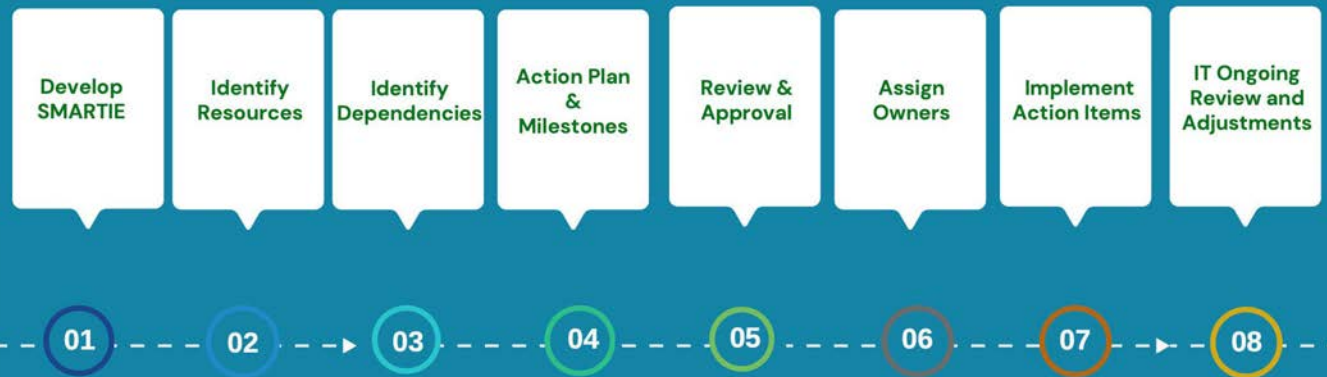 Develop
SMARTIE
Identify
Resources
Identify
Dependencies
Action Plan
&
Milestones
Review &
Approval
Assign
Owners
Implement
Action Items
IT Ongoing
Review and
Adjustments
01
02
03
04
05
06
07
08